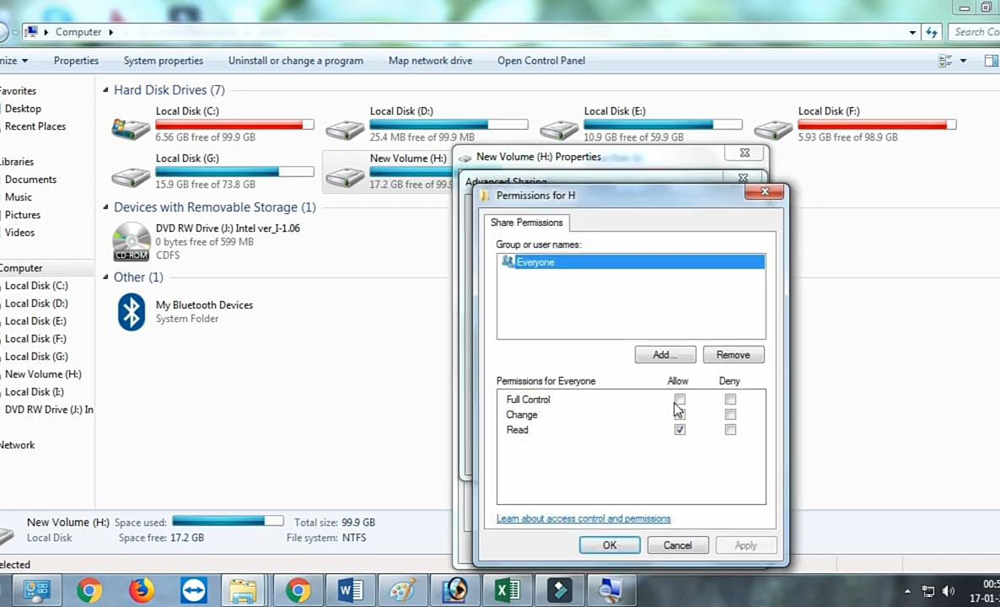 Computer
Search Co
nize
Properties
System properties
Uninstall or change a program
Map network drive
Open Control Panel
Favorites
Desktop
Recent Places
Libraries
Documents
Music
Pictures
Videos
Computer
Local Disk (C:)
Local Disk (D:)
Local Disk (E:)
Local Disk (F:)
Local Disk (G:)
New Volume (H:)
Local Disk (I:)
DVD RW Drive (J:) In
Network
Hard Disk Drives (7)
Local Disk (C:)
6.56 GB free of 99.9 GB
Local Disk (D:)
25.4 MB free of 99.9 MB
Local Disk (E:)
10.9 GB free of 59.9 GB
Local Disk (F:)
5.93 GB free of 98.9 GB
Local Disk (G:)
15.9 GB free of 73.8 GB
New Volume (H:)
17.2 GB free of 99.9
Devices with Removable Storage (1)
DVD RW Drive (J:) Intel ver_I-1.06
0 bytes free of 599 MB
CDFS
CD-ROM
Other (1)
My Bluetooth Devices
System Folder
New Volume (H:) Properties
Advanced Sharing
Permissions for H
Share Permissions
Group or user names:
Everyone
Add...
Remove
Permissions for Everyone
Allow
Deny
Full Control
Change
Read
Learn about access control and permissions
OK
Cancel
Apply
New Volume (H:)
Space used:
Total size: 99.9 GB
Local Disk
Space free: 17.2 GB
File system: NTFS
elected
00:5
17-01-